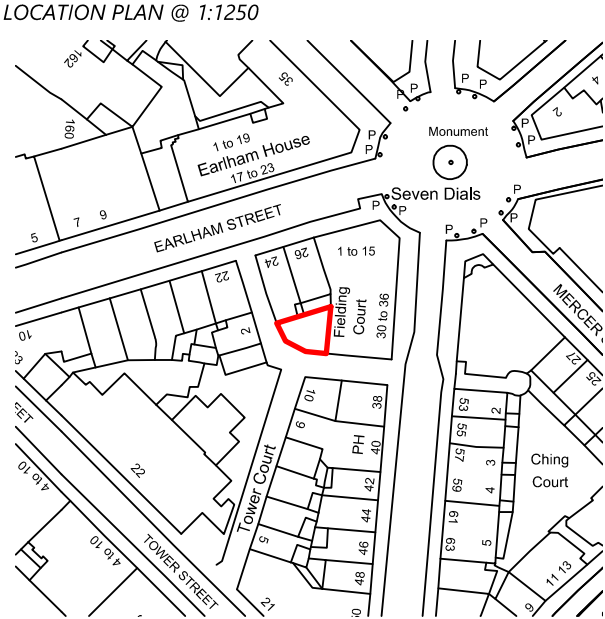 LOCATION PLAN @ 1:1250
162
35
P
P
P
P
2
4
160
1 to 19
Earlham House
17 to 23
P
P
Monument
P
P
5
7
9
Seven Dials
P
P
P
P
EARLHAM STREET
24
26
1 to 15
22
Fielding
Court
30 to 36
MERCER S
10
2
27
25
10
38
53
2
9
PH
40
55
57
3
Ching
Court
22
42
59
4
4 to 10
Tower Court
44
61
5
46
63
5
4 to 10
TOWER STREET
48
11 13
9
21